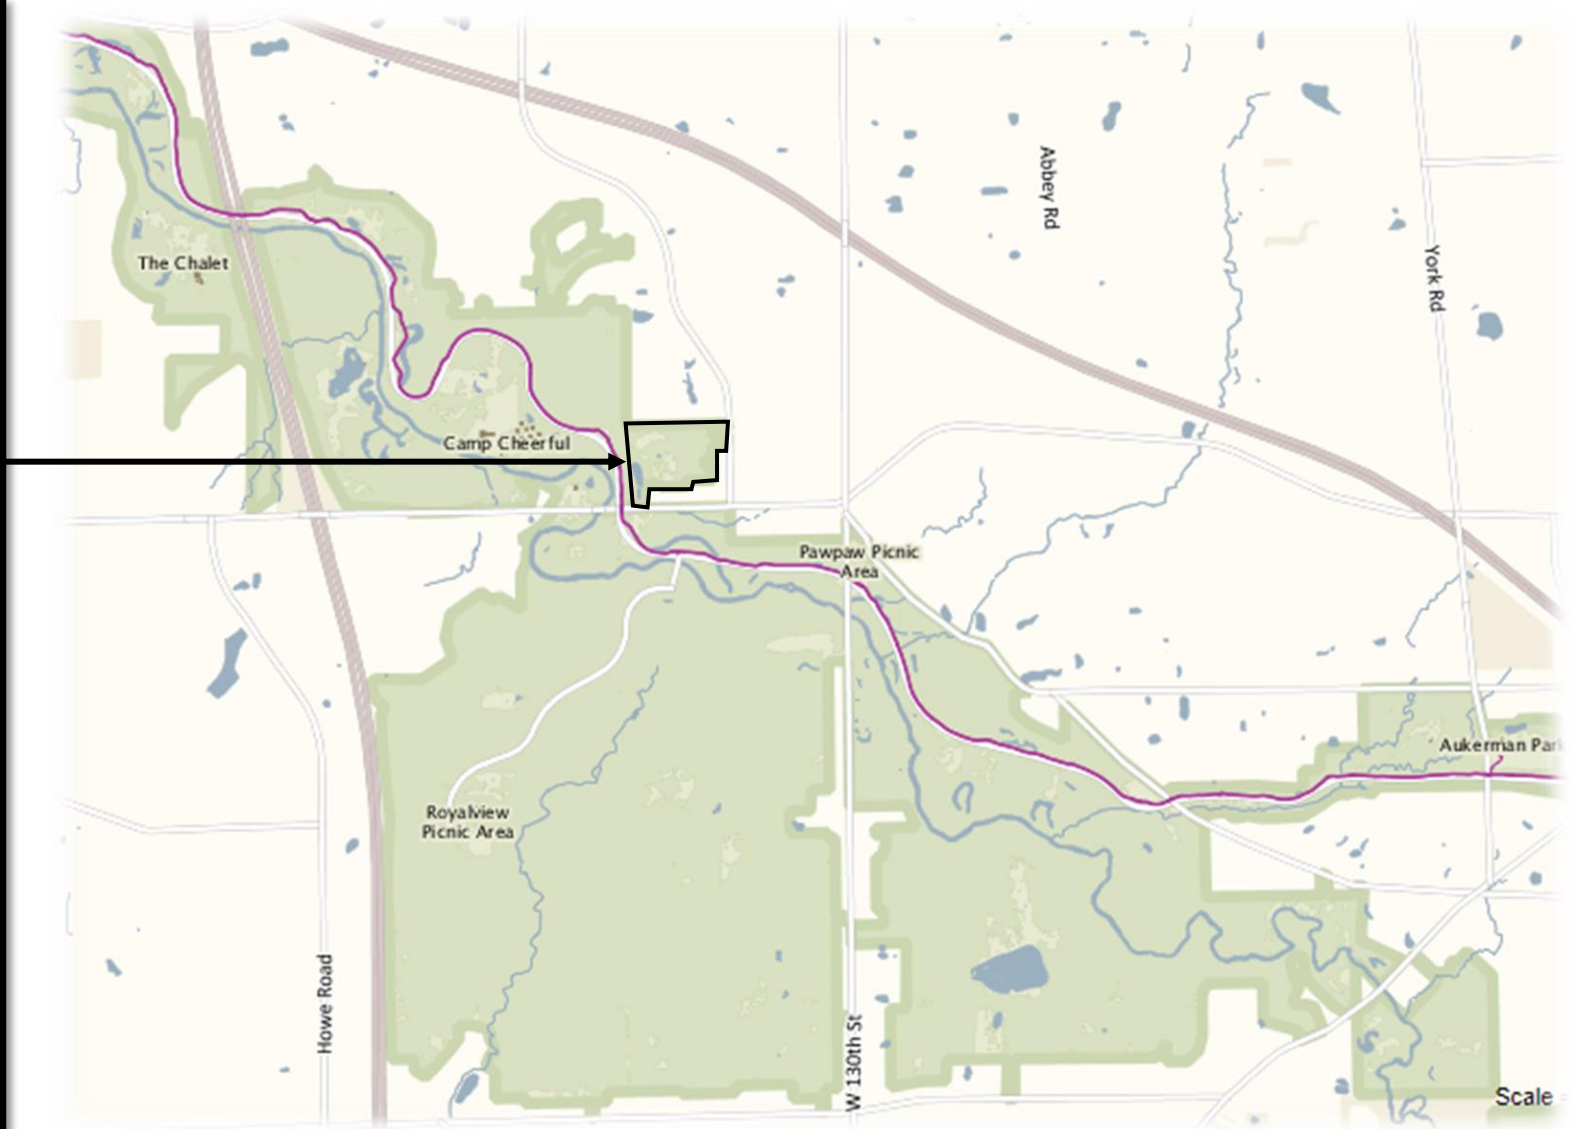 Abbey Rd
York Rd
The Chalet
Camp Cheerful
Pawpaw Picnic
Area
Aukerman Park
Royalview
Picnic Area
Howe Road
W 130th St
Scale